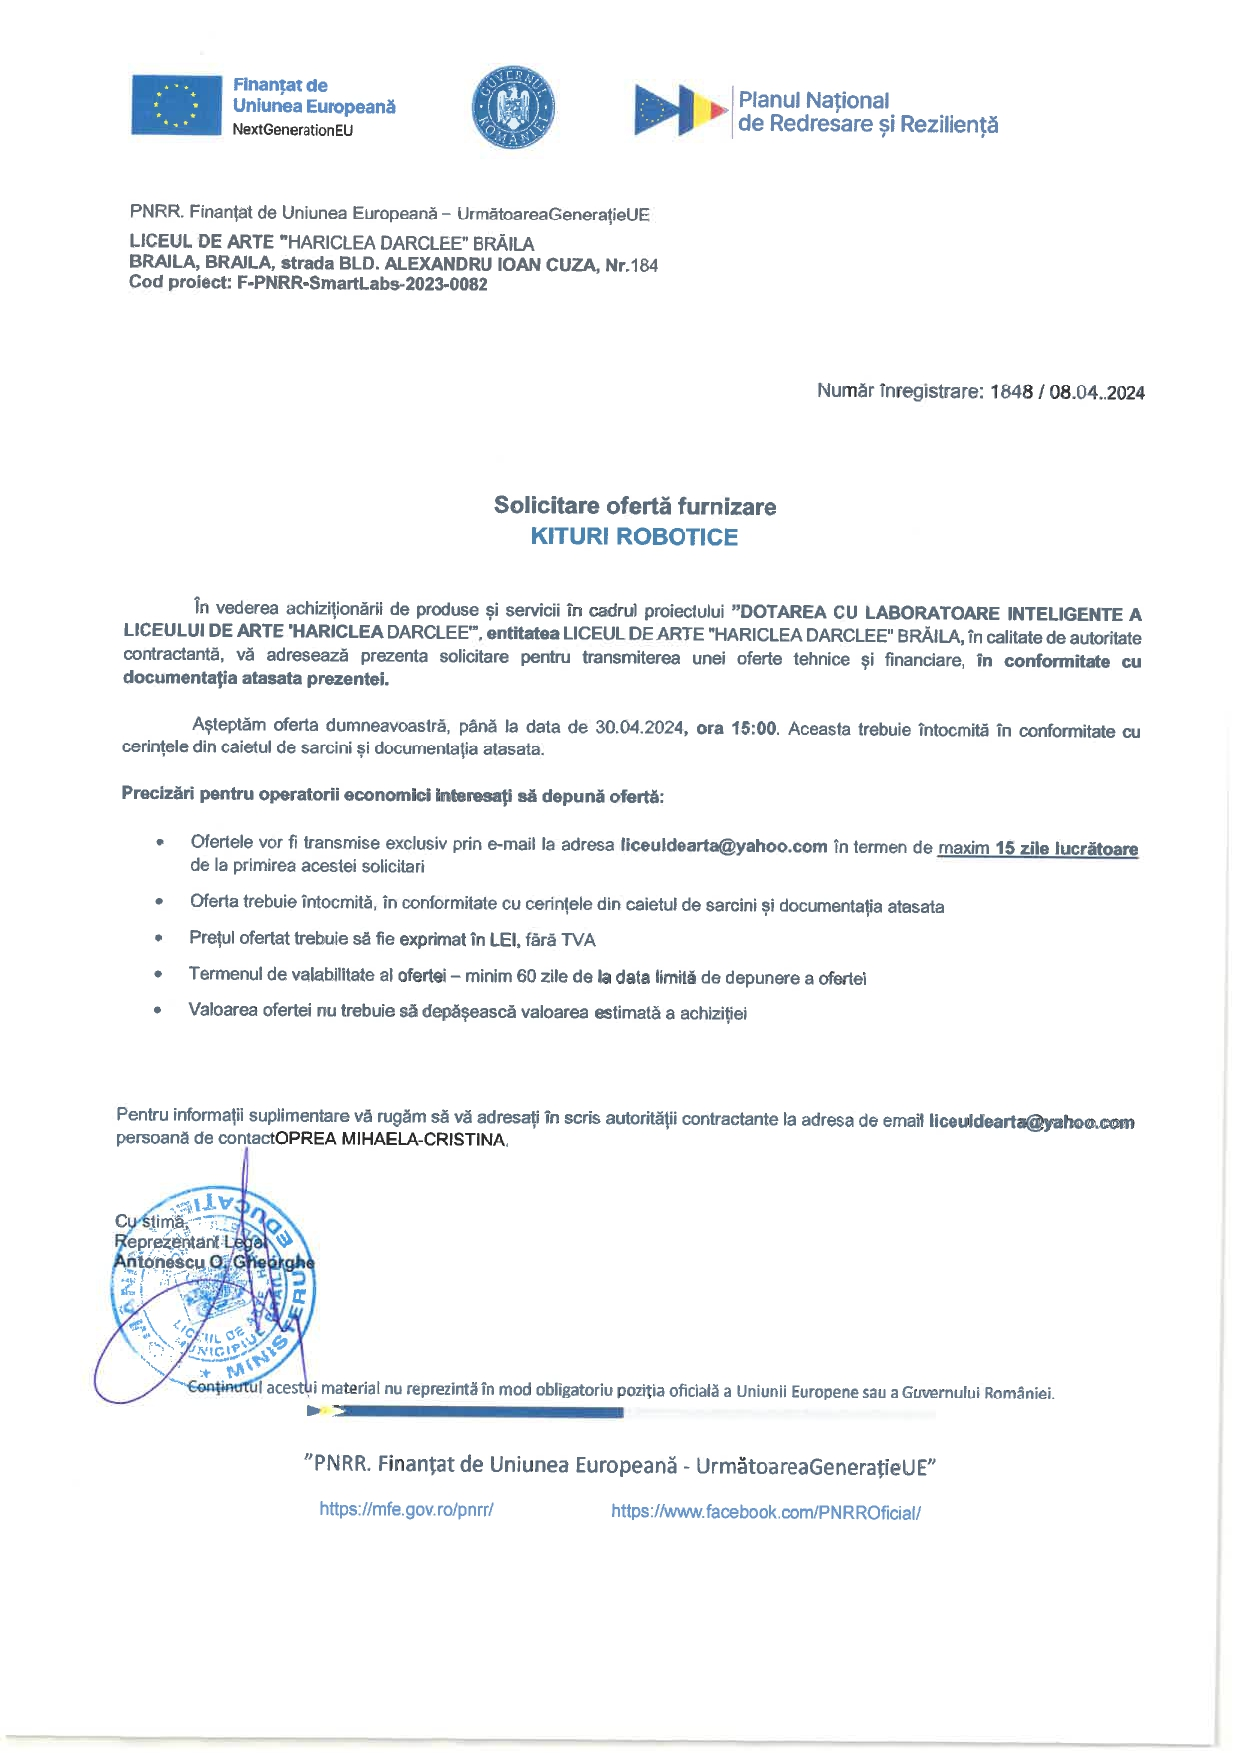 Finanțat de
Uniunea Europeană
NextGenerationEU
GUVERNUL
ROMÂNIEI
Planul Național
de Redresare și Reziliență
PNRR. Finanțat de Uniunea Europeană – UrmătoareaGenerațieUE
LICEUL DE ARTE "HARICLEA DARCLEE" BRĂILA
BRAILA, BRAILA, strada BLD. ALEXANDRU IOAN CUZA, Nr.184
Cod proiect: F-PNRR-SmartLabs-2023-0082
Număr înregistrare: 1848 / 08.04..2024
Solicitare ofertă furnizare
KITURI ROBOTICE
În vederea achiziționării de produse și servicii în cadrul proiectului ”DOTAREA CU LABORATOARE INTELIGENTE A
LICEULUI DE ARTE 'HARICLEA DARCLEE'", entitatea LICEUL DE ARTE "HARICLEA DARCLEE" BRĂILA, în calitate de autoritate
contractantă, vă adresează prezenta solicitare pentru transmiterea unei oferte tehnice și financiare, în conformitate cu
documentația atasata prezentei.
Așteptăm oferta dumneavoastră, până la data de 30.04.2024, ora 15:00. Aceasta trebuie întocmită în conformitate cu
cerințele din caietul de sarcini și documentația atasata.
Precizări pentru operatorii economici interesați să depună ofertă:
• Ofertele vor fi transmise exclusiv prin e-mail la adresa liceuldearta@yahoo.com în termen de maxim 15 zile lucrătoare
de la primirea acestei solicitari
• Oferta trebuie întocmită, în conformitate cu cerințele din caietul de sarcini și documentația atasata
• Prețul ofertat trebuie să fie exprimat în LEI, fără TVA
• Termenul de valabilitate al ofertei – minim 60 zile de la data limită de depunere a ofertei
• Valoarea ofertei nu trebuie să depășească valoarea estimată a achiziției
Pentru informații suplimentare vă rugăm să vă adresați în scris autorității contractante la adresa de email liceuldearta@yahoo.com
persoană de contactOPREA MIHAELA-CRISTINA.
Cu stimă,
Reprezentant Legal
Antonescu O. Gheorghe
MINISTERUL EDUCAȚIEI
LICEUL DE ARTE
MUNICIPIUL BRĂILA
Conținutul acestui material nu reprezintă în mod obligatoriu poziția oficială a Uniunii Europene sau a Guvernului României.
”PNRR. Finanțat de Uniunea Europeană - UrmătoareaGenerațieUE”
https://mfe.gov.ro/pnrr/ https://www.facebook.com/PNRROficial/